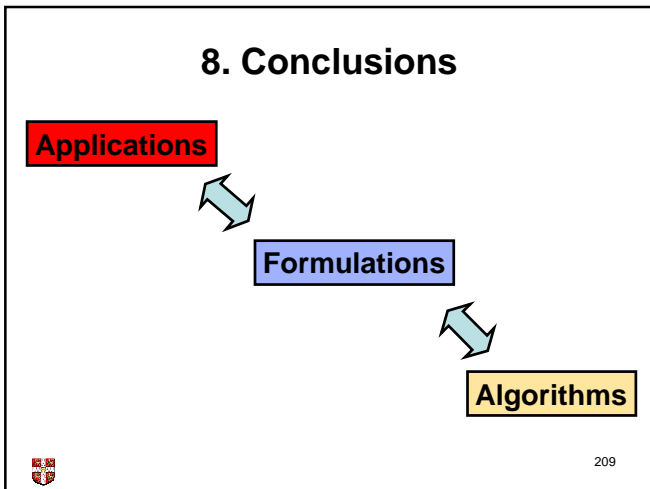 8. Conclusions
Applications
Formulations
Algorithms
209